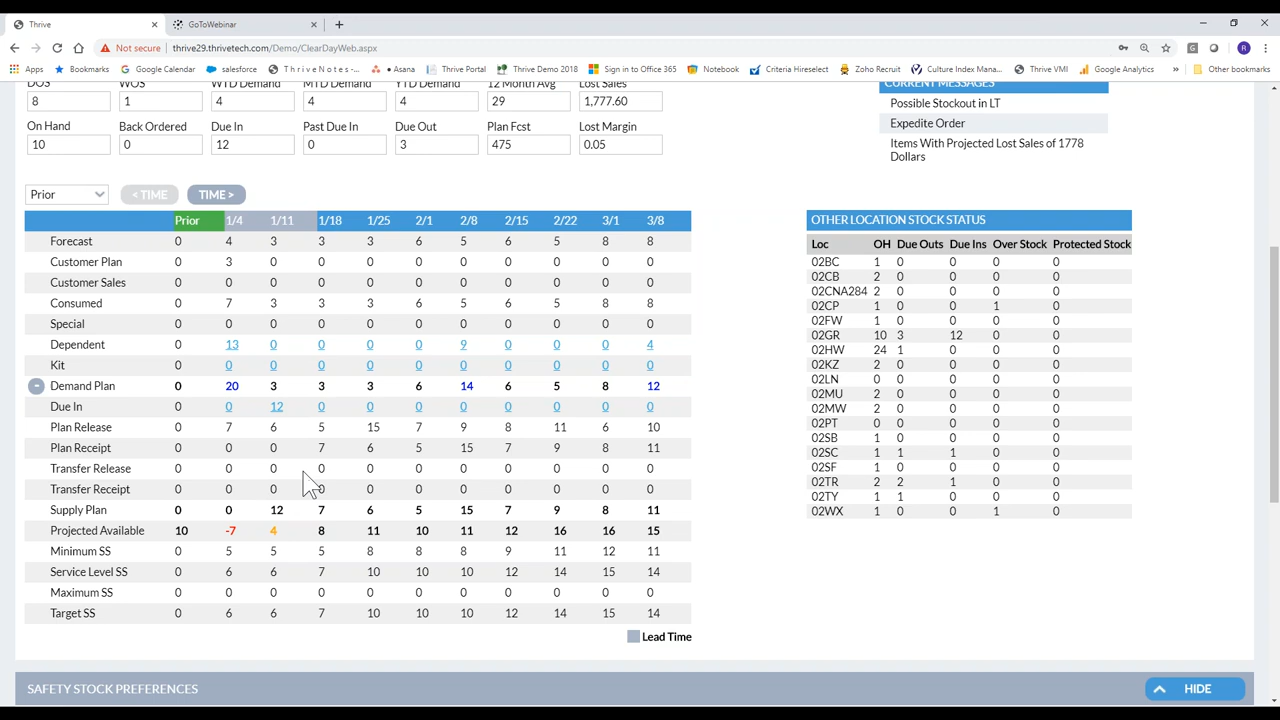 Thrive
GoToWebinar
Not secure thrive29.thrivetech.com/Demo/ClearDayWeb.aspx
R
Apps Bookmarks Google Calendar salesforce T h r i v e N o t e s - ... Asana Thrive Portal Thrive Demo 2018 Sign in to Office 365 Notebook Criteria Hireselect Zoho Recruit Culture Index Mana... Thrive VMI Google Analytics » Other bookmarks
DOS WOS WTD Demand MTD Demand YTD Demand 12 Month Avg Lost Sales
8 1 4 4 4 29 1,777.60
On Hand Back Ordered Due In Past Due In Due Out Plan Fcst Lost Margin
10 0 12 0 3 475 0.05
CURRENT MESSAGES
Possible Stockout in LT
Expedite Order
Items With Projected Lost Sales of 1778
Dollars
Prior < TIME TIME >
Prior 1/4 1/11 1/18 1/25 2/1 2/8 2/15 2/22 3/1 3/8
Forecast 0 4 3 3 3 6 5 6 5 8 8
Customer Plan 0 3 0 0 0 0 0 0 0 0 0
Customer Sales 0 0 0 0 0 0 0 0 0 0 0
Consumed 0 7 3 3 3 6 5 6 5 8 8
Special 0 0 0 0 0 0 0 0 0 0 0
Dependent 0 13 0 0 0 0 9 0 0 0 4
Kit 0 0 0 0 0 0 0 0 0 0 0
Demand Plan 0 20 3 3 3 6 14 6 5 8 12
Due In 0 0 12 0 0 0 0 0 0 0 0
Plan Release 0 7 6 5 15 7 9 8 11 6 10
Plan Receipt 0 0 0 7 6 5 15 7 9 8 11
Transfer Release 0 0 0 0 0 0 0 0 0 0 0
Transfer Receipt 0 0 0 0 0 0 0 0 0 0 0
Supply Plan 0 0 12 7 6 5 15 7 9 8 11
Projected Available 10 -7 4 8 11 10 11 12 16 16 15
Minimum SS 0 5 5 5 8 8 8 9 11 12 11
Service Level SS 0 6 6 7 10 10 10 12 14 15 14
Maximum SS 0 0 0 0 0 0 0 0 0 0 0
Target SS 0 6 6 7 10 10 10 12 14 15 14
Lead Time
OTHER LOCATION STOCK STATUS
Loc OH Due Outs Due Ins Over Stock Protected Stock
02BC 1 0 0 0 0
02CB 2 0 0 0 0
02CNA284 2 0 0 0 0
02CP 1 0 0 1 0
02FW 1 0 0 0 0
02GR 10 3 12 0 0
02HW 24 1 0 0 0
02KZ 2 0 0 0 0
02LN 0 0 0 0 0
02MU 2 0 0 0 0
02MW 2 0 0 0 0
02PT 0 0 0 0 0
02SB 1 0 0 0 0
02SC 1 1 1 0 0
02SF 1 0 0 0 0
02TR 2 2 1 0 0
02TY 1 1 0 0 0
02WX 1 0 0 1 0
SAFETY STOCK PREFERENCES
HIDE